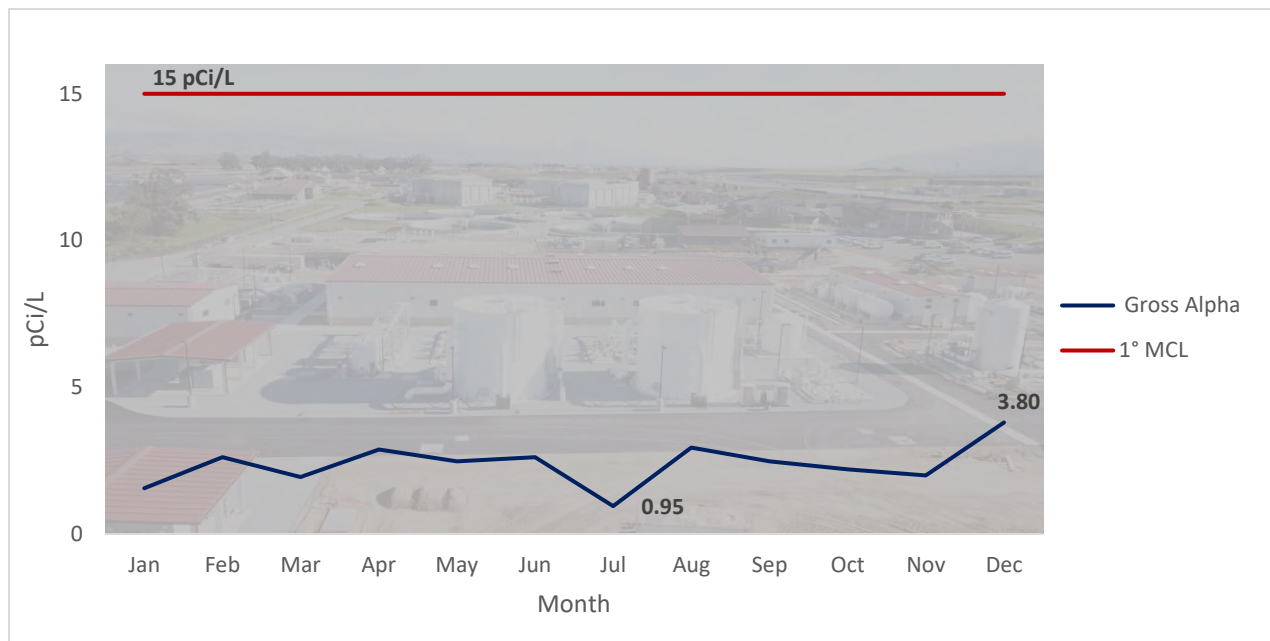 15 pCi/L
15
10
5
0
pCi/L
3.80
0.95
Jan Feb Mar Apr May Jun Jul Aug Sep Oct Nov Dec
Month
Gross Alpha
1° MCL